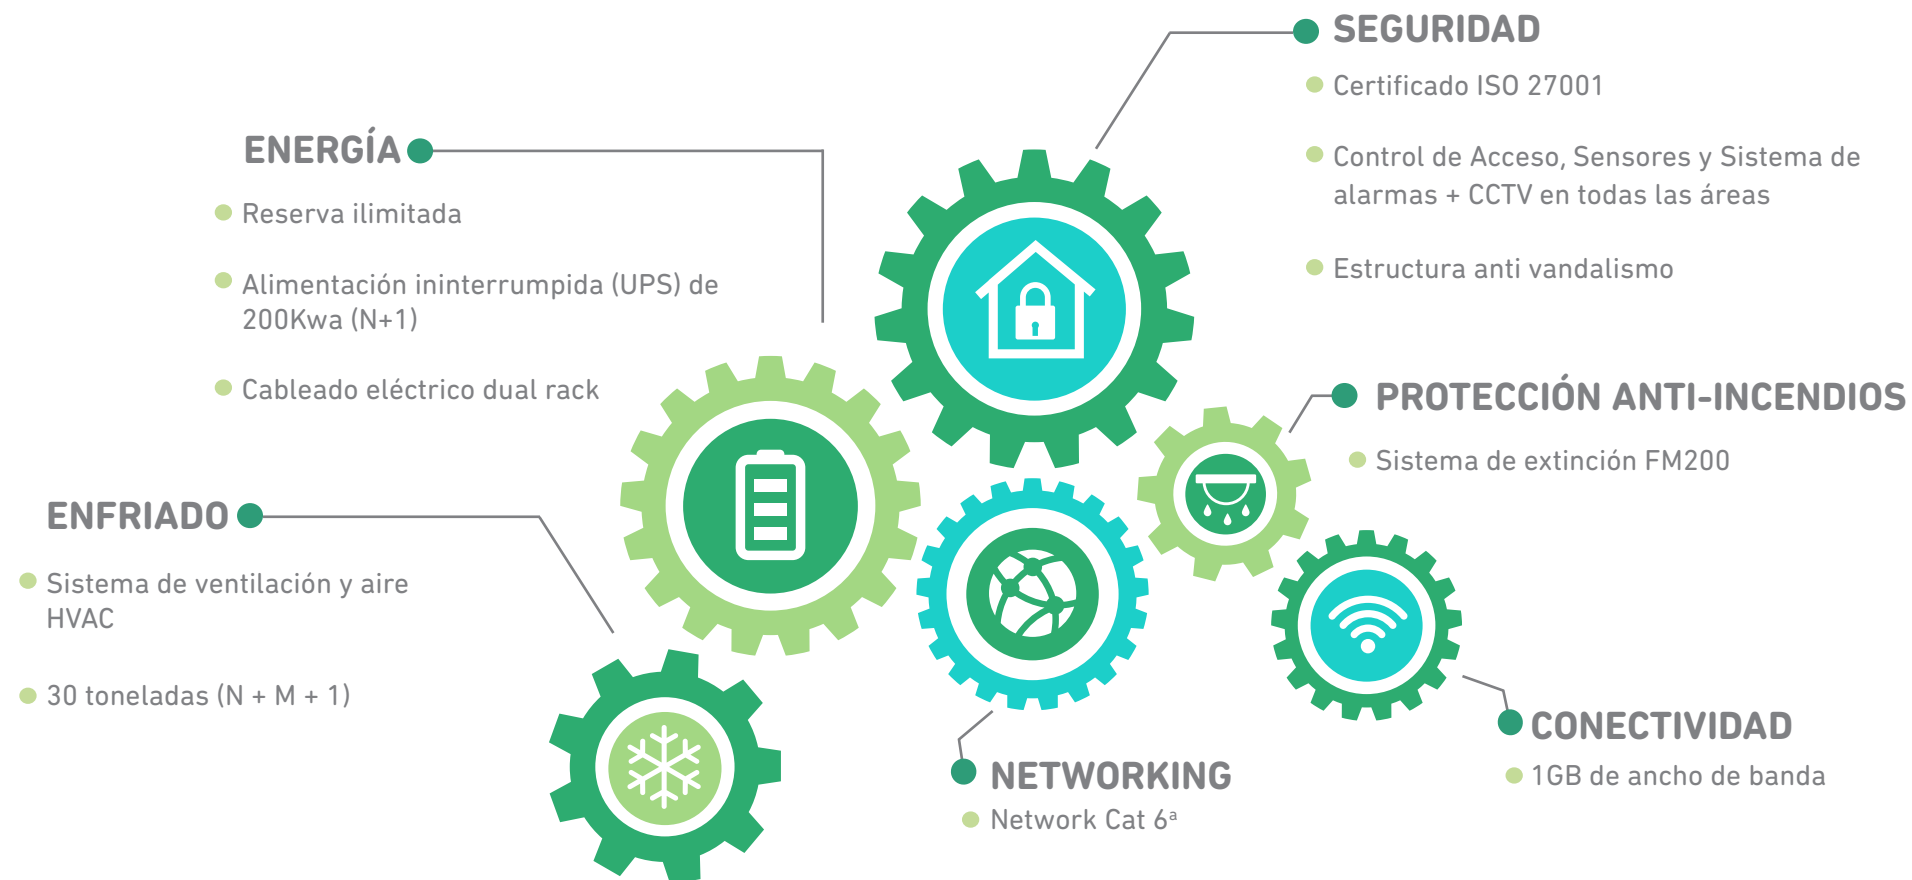 SEGURIDAD
Certificado ISO 27001
Control de Acceso, Sensores y Sistema de
alarmas + CCTV en todas las áreas
Estructura anti vandalismo
ENERGÍA
Reserva ilimitada
Alimentación ininterrumpida (UPS) de
200Kwa (N+1)
Cableado eléctrico dual rack
PROTECCIÓN ANTI-INCENDIOS
Sistema de extinción FM200
ENFRIADO
Sistema de ventilación y aire
HVAC
30 toneladas (N + M + 1)
NETWORKING
Network Cat 6ª
CONECTIVIDAD
1GB de ancho de banda